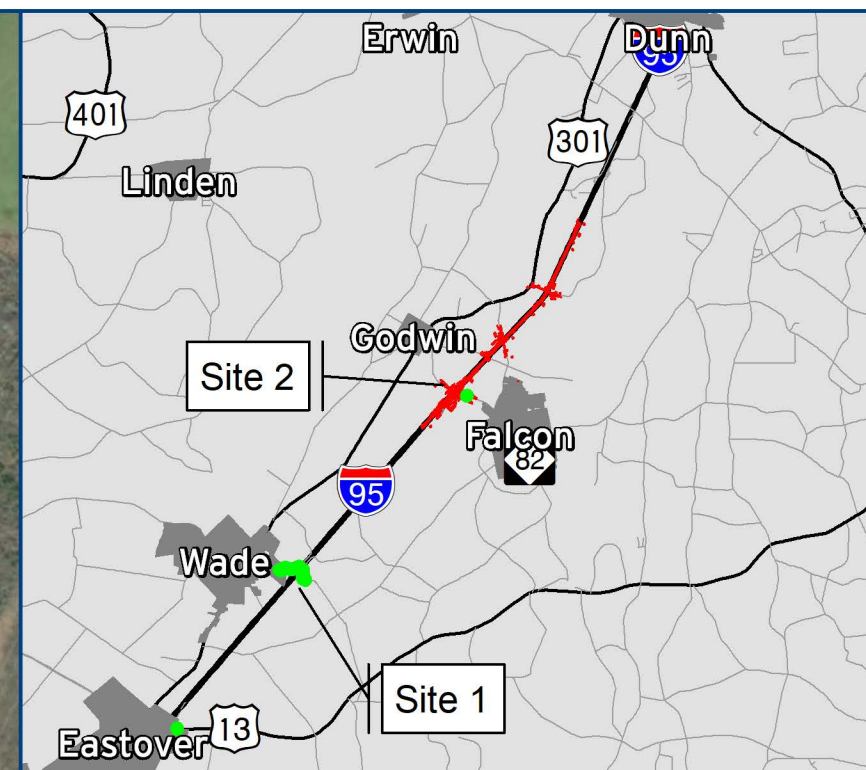 Erwin
Dunn
95
401
301
Linden
Godwin
Site 2
Falcon
82
95
Wade
Site 1
13
Eastover